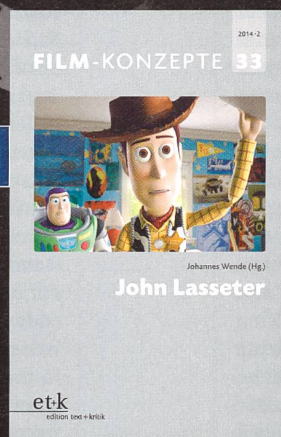 2014·2
FILM-KONZEPTE 33
Johannes Wende (Hg.)
John Lasseter
et+k
edition text+kritik